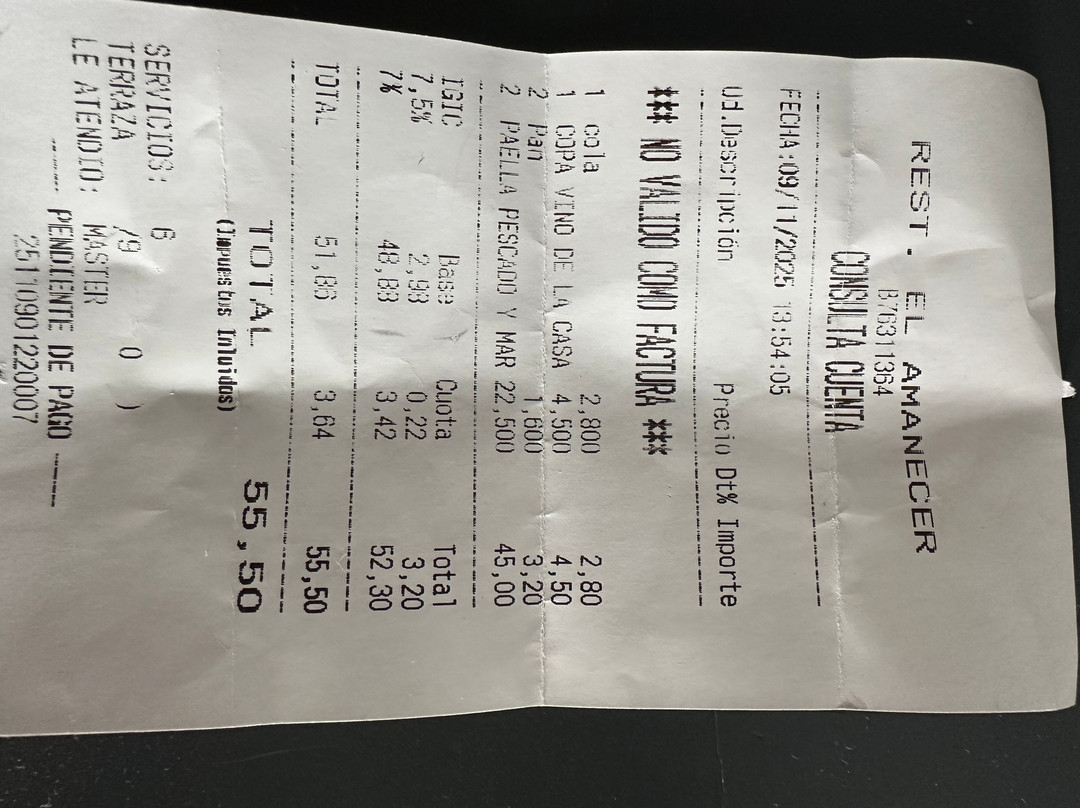 REST. EL AMANECER
B76311364
CONSULTA CUENTA
FECHA:09/11/2025 13:54:05
Ud.Descripción Precio Dt% Importe
*** NO VALIDO COMO FACTURA ***
1 cola 2,800 2,80
1 COPA VINO DE LA CASA 4,500 4,50
2 Pan 1,600 3,20
2 PAELLA PESCADO Y MAR 22,500 45,00
IGIC Base Cuota Total
7,5% 2,98 0,22 3,20
7% 48,88 3,42 52,30
TOTAL 51,86 3,64 55,50
TOTAL 55,50
(Impuestos Inluidos)
SERVICIOS: 6
TERRAZA /9 0 )
LE ATENDIO: MASTER
------ PENDIENTE DE PAGO ------
25110901220007